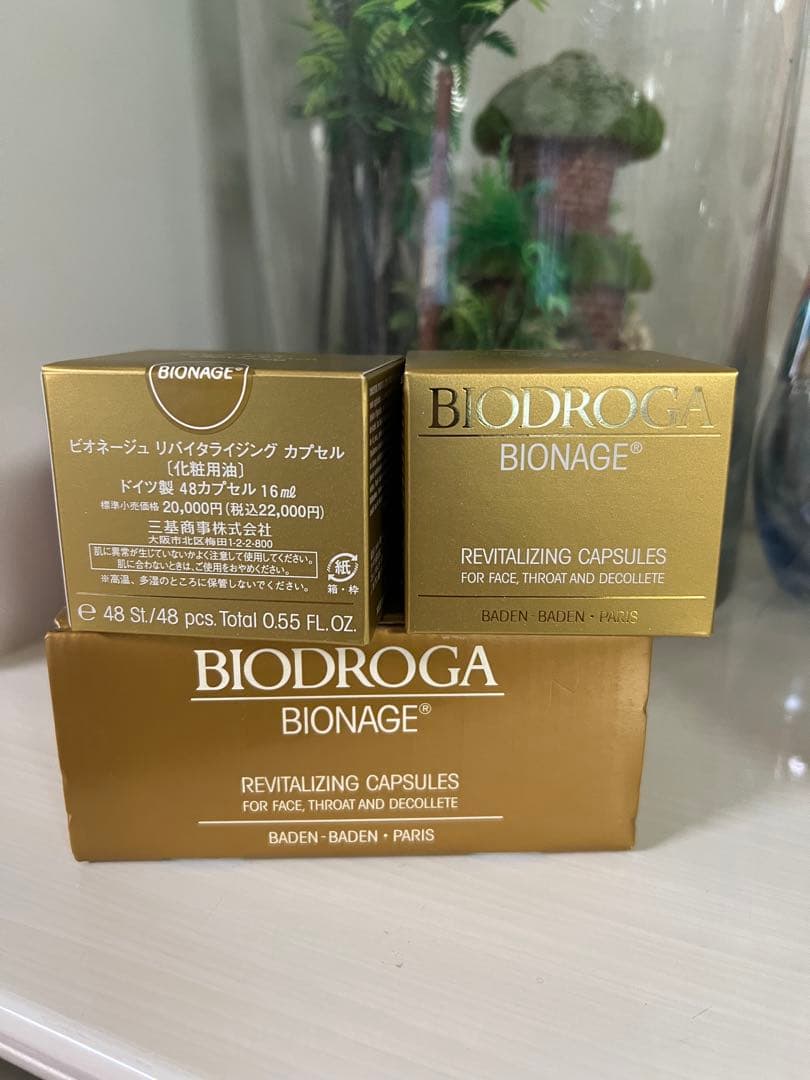 BIONAGE®
ビオネージュ リバイタライジング カプセル
〔化粧用油〕
ドイツ製 48カプセル 16㎖
標準小売価格 20,000円(税込22,000円)
三基商事株式会社
大阪市北区梅田1-2-2-800
肌に異常が生じていないかよく注意して使用してください。
肌に合わないときは、ご使用をおやめください。
※高温、多湿のところに保管しないでください。
紙
箱・枠
℮ 48 St./48 pcs. Total 0.55 FL.OZ.
BIODROGA
BIONAGE®
REVITALIZING CAPSULES
FOR FACE, THROAT AND DECOLLETE
BADEN-BADEN • PARIS
BIODROGA
BIONAGE®
REVITALIZING CAPSULES
FOR FACE, THROAT AND DECOLLETE
BADEN-BADEN • PARIS